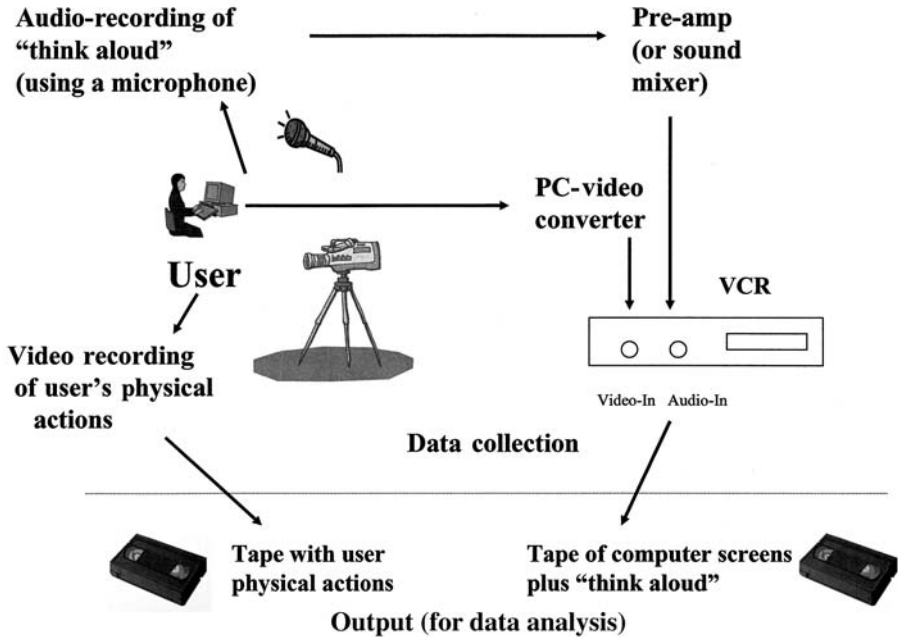 Audio-recording of
“think aloud”
(using a microphone)
Pre-amp
(or sound
mixer)
PC-video
converter
User
VCR
Video recording
of user’s physical
actions
Video-In Audio-In
Data collection
Tape with user
physical actions
Tape of computer screens
plus “think aloud”
Output (for data analysis)